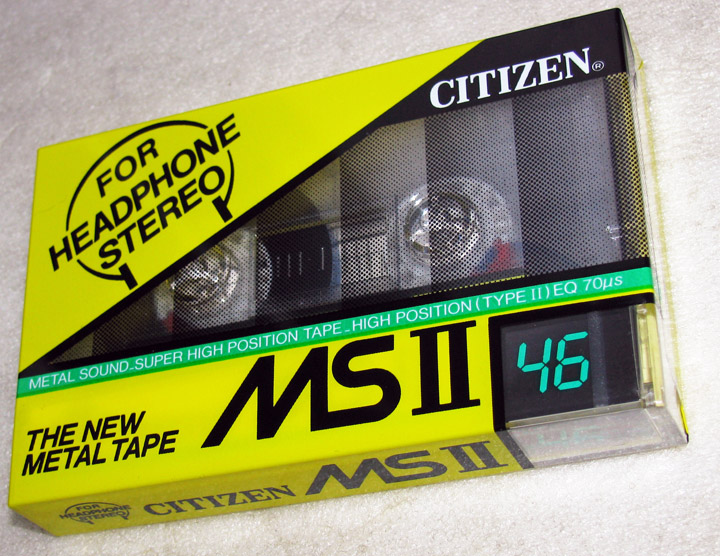 CITIZEN®
FOR
HEADPHONE
STEREO
METAL SOUND-SUPER HIGH POSITION TAPE-HIGH POSITION (TYPE II) EQ 70µs
MS II
46
THE NEW
METAL TAPE
FOR
HEADPHONE
STEREO
CITIZEN MS II